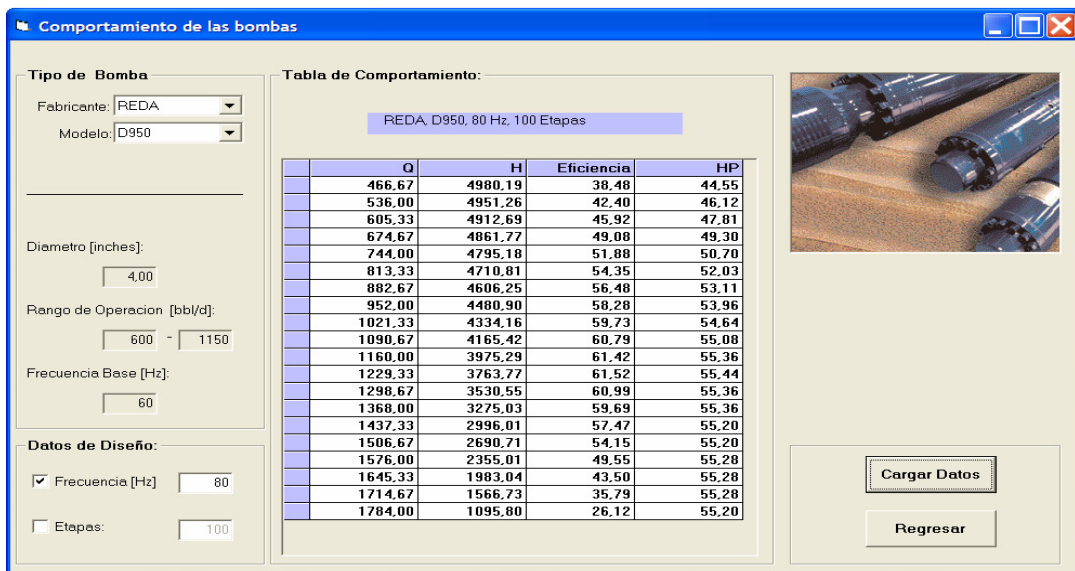 Comportamiento de las bombas
Tipo de Bomba
Fabricante: REDA
Modelo: D950
Diametro [inches]:
4,00
Rango de Operacion [bbl/d]:
600 - 1150
Frecuencia Base [Hz]:
60
Datos de Diseño:
Frecuencia [Hz] 80
Etapas: 100
Tabla de Comportamiento:
REDA, D950, 80 Hz, 100 Etapas
Q H Eficiencia HP
466,67 4980,19 38,48 44,55
536,00 4951,26 42,40 46,12
605,33 4912,69 45,92 47,81
674,67 4861,77 49,08 49,30
744,00 4795,18 51,88 50,70
813,33 4710,81 54,35 52,03
882,67 4606,25 56,48 53,11
952,00 4480,90 58,28 53,96
1021,33 4334,16 59,73 54,64
1090,67 4165,42 60,79 55,08
1160,00 3975,29 61,42 55,36
1229,33 3763,77 61,52 55,44
1298,67 3530,55 60,99 55,36
1368,00 3275,03 59,69 55,36
1437,33 2996,01 57,47 55,20
1506,67 2690,71 54,15 55,20
1576,00 2355,01 49,55 55,28
1645,33 1983,04 43,50 55,28
1714,67 1566,73 35,79 55,28
1784,00 1095,80 26,12 55,20
Cargar Datos
Regresar